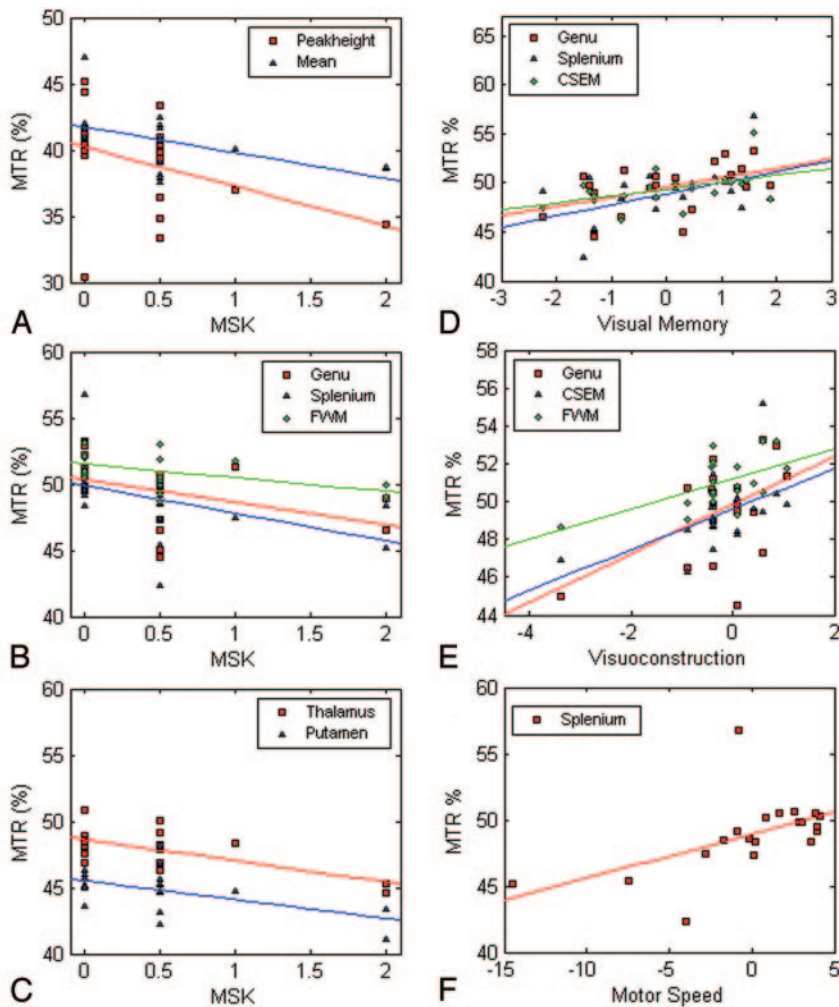 Peakheight
Mean
50
45
40
35
30
MTR (%)
0
0.5
1
1.5
2
MSK
A
Genu
Splenium
CSEM
65
60
55
50
45
40
MTR %
-3
-2
-1
0
1
2
3
Visual Memory
D
Genu
Splenium
FWM
60
55
50
45
40
MTR (%)
0
0.5
1
1.5
2
MSK
B
Genu
CSEM
FWM
58
56
54
52
50
48
46
44
MTR %
-4
-2
0
2
Visuoconstruction
E
Thalamus
Putamen
60
55
50
45
40
MTR (%)
0
0.5
1
1.5
2
MSK
C
Splenium
60
55
50
45
40
MTR %
-15
-10
-5
0
5
Motor Speed
F